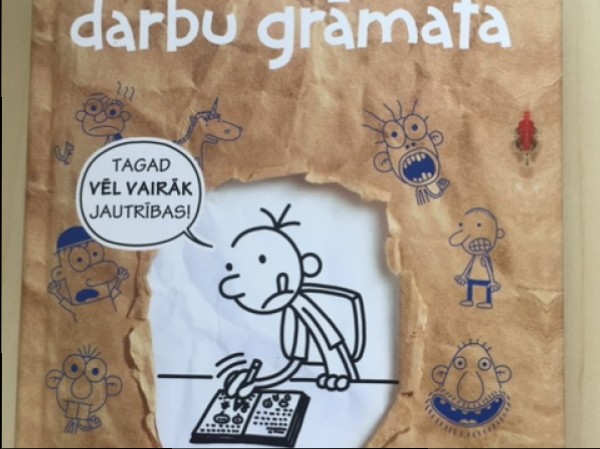 darbu grāmata
TAGAD
VĒL VAIRĀK
JAUTRĪBAS!